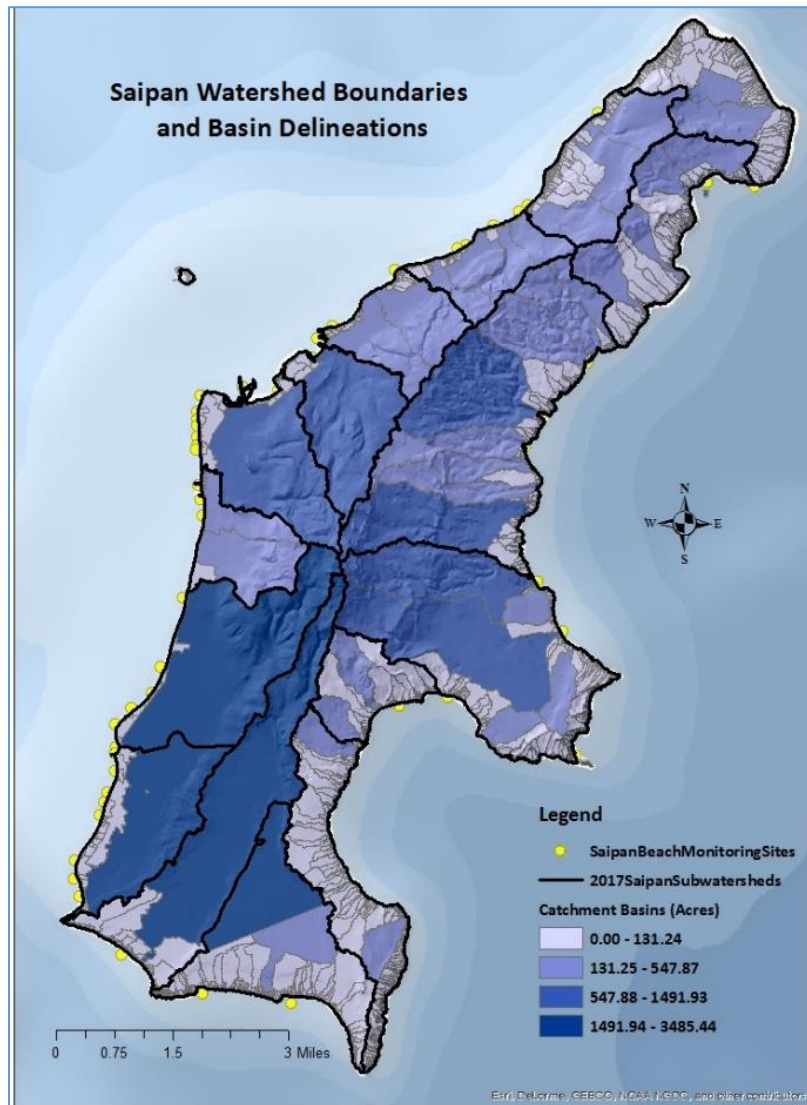 Saipan Watershed Boundaries
and Basin Delineations
N
W E
S
Legend
SaipanBeachMonitoringSites
2017SaipanSubwatersheds
Catchment Basins (Acres)
0.00 - 131.24
131.25 - 547.87
547.88 - 1491.93
1491.94 - 3485.44
0 0.75 1.5 3 Miles
Esri, DeLorme, GEBCO, NOAA NGDC, and other contributors